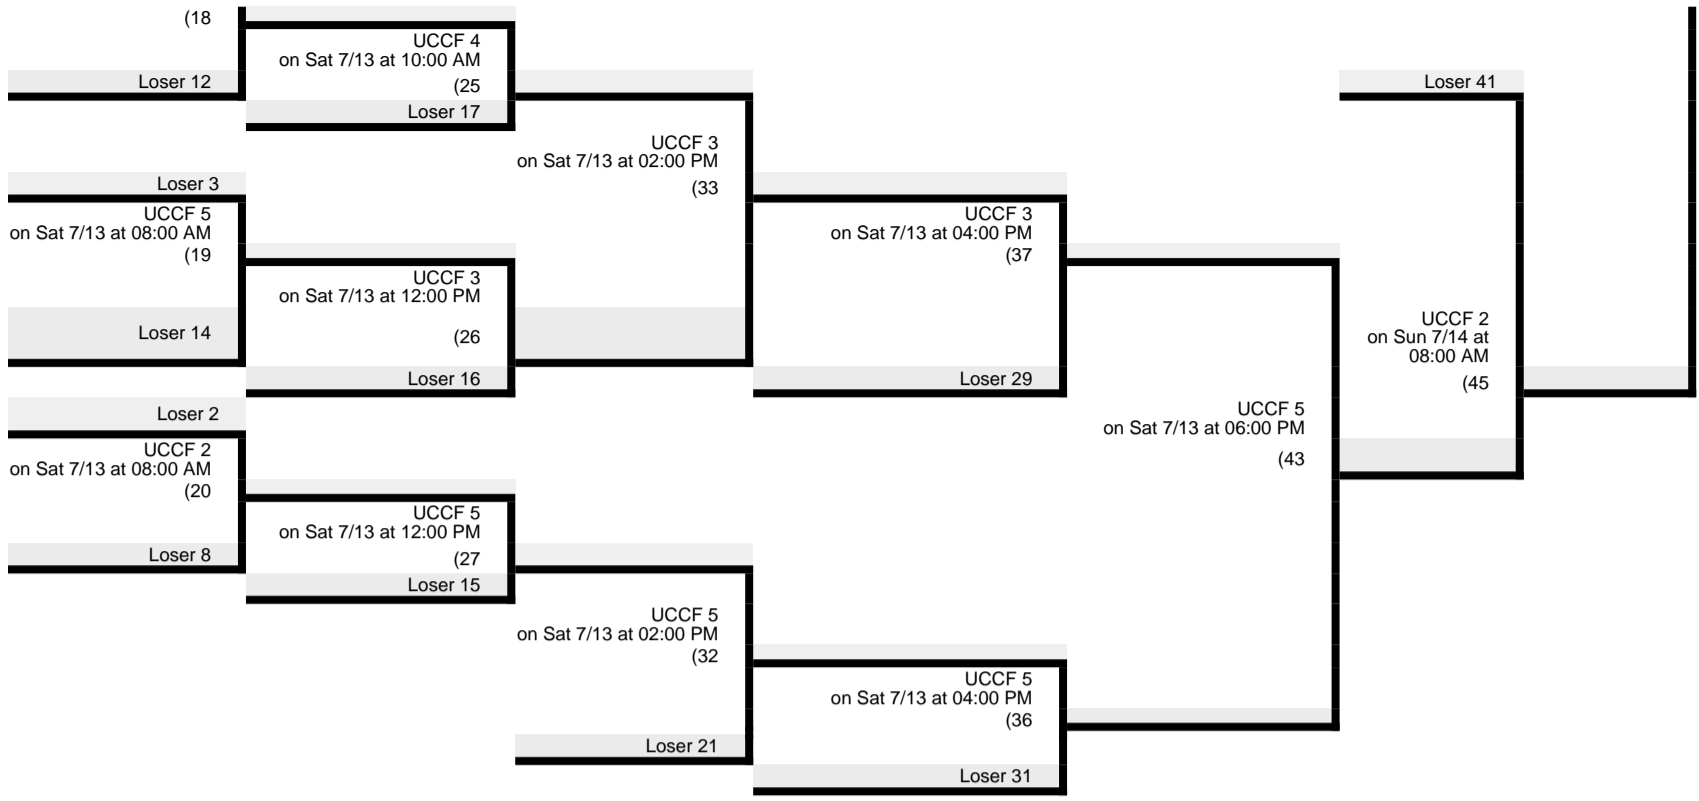 (18
UCCF 4
on Sat 7/13 at 10:00 AM
Loser 12
(25
Loser 41
Loser 17
UCCF 3
on Sat 7/13 at 02:00 PM
Loser 3
(33
UCCF 5
on Sat 7/13 at 08:00 AM
(19
UCCF 3
on Sat 7/13 at 04:00 PM
(37
UCCF 3
on Sat 7/13 at 12:00 PM
Loser 14
(26
UCCF 2
on Sun 7/14 at
08:00 AM
(45
Loser 16
Loser 29
Loser 2
UCCF 5
on Sat 7/13 at 06:00 PM
(43
UCCF 2
on Sat 7/13 at 08:00 AM
(20
UCCF 5
on Sat 7/13 at 12:00 PM
Loser 8
(27
Loser 15
UCCF 5
on Sat 7/13 at 02:00 PM
(32
UCCF 5
on Sat 7/13 at 04:00 PM
(36
Loser 21
Loser 31